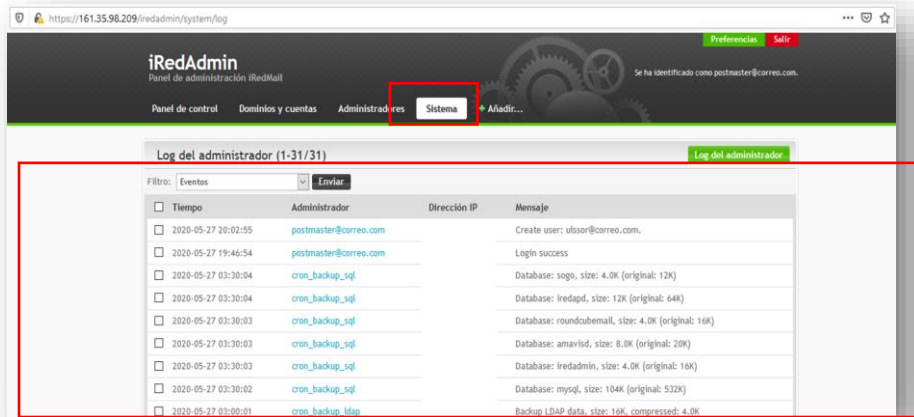 https://161.35.98.209/iredadmin/system/log
Preferencias Salir
iRedAdmin
Panel de administración iRedMail
Se ha identificado como postmaster@correo.com.
Panel de control Dominios y cuentas Administradores Sistema + Añadir...
Log del administrador (1-31/31) Log del administrador
Filtro: Eventos Enviar
Tiempo Administrador Dirección IP Mensaje
2020-05-27 20:02:55 postmaster@correo.com Create user: ulssor@correo.com.
2020-05-27 19:46:54 postmaster@correo.com Login success
2020-05-27 03:30:04 cron_backup_sql Database: sogo, size: 4.0K (original: 12K)
2020-05-27 03:30:04 cron_backup_sql Database: iredapd, size: 12K (original: 64K)
2020-05-27 03:30:03 cron_backup_sql Database: roundcubemail, size: 4.0K (original: 16K)
2020-05-27 03:30:03 cron_backup_sql Database: amavisd, size: 8.0K (original: 20K)
2020-05-27 03:30:03 cron_backup_sql Database: iredadmin, size: 4.0K (original: 16K)
2020-05-27 03:30:02 cron_backup_sql Database: mysql, size: 104K (original: 532K)
2020-05-27 03:00:01 cron_backup_ldap Backup LDAP data, size: 16K, compressed: 4.0K